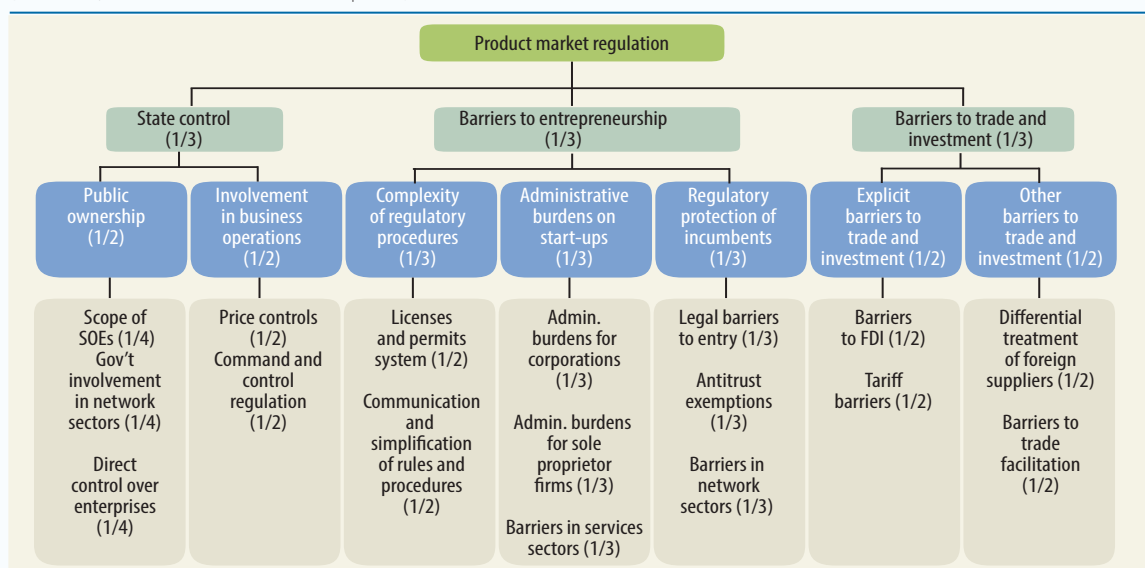 Product market regulation
State control
(1/3)
Barriers to entrepreneurship
(1/3)
Barriers to trade and
investment (1/3)
Public
ownership
(1/2)
Involvement
in business
operations
(1/2)
Complexity
of regulatory
procedures
(1/3)
Administrative
burdens on
start-ups
(1/3)
Regulatory
protection of
incumbents
(1/3)
Explicit
barriers to
trade and
investment (1/2)
Other
barriers to
trade and
investment (1/2)
Scope of
SOEs (1/4)
Gov't
involvement
in network
sectors (1/4)
Direct
control over
enterprises
(1/4)
Price controls
(1/2)
Command and
control
regulation
(1/2)
Licenses
and permits
system (1/2)
Communication
and
simplification
of rules and
procedures
(1/2)
Admin.
burdens for
corporations
(1/3)
Admin. burdens
for sole
proprietor
firms (1/3)
Barriers in services
sectors (1/3)
Legal barriers
to entry (1/3)
Antitrust
exemptions
(1/3)
Barriers in
network
sectors (1/3)
Barriers
to FDI (1/2)
Tariff
barriers (1/2)
Differential
treatment
of foreign
suppliers (1/2)
Barriers to
trade
facilitation
(1/2)